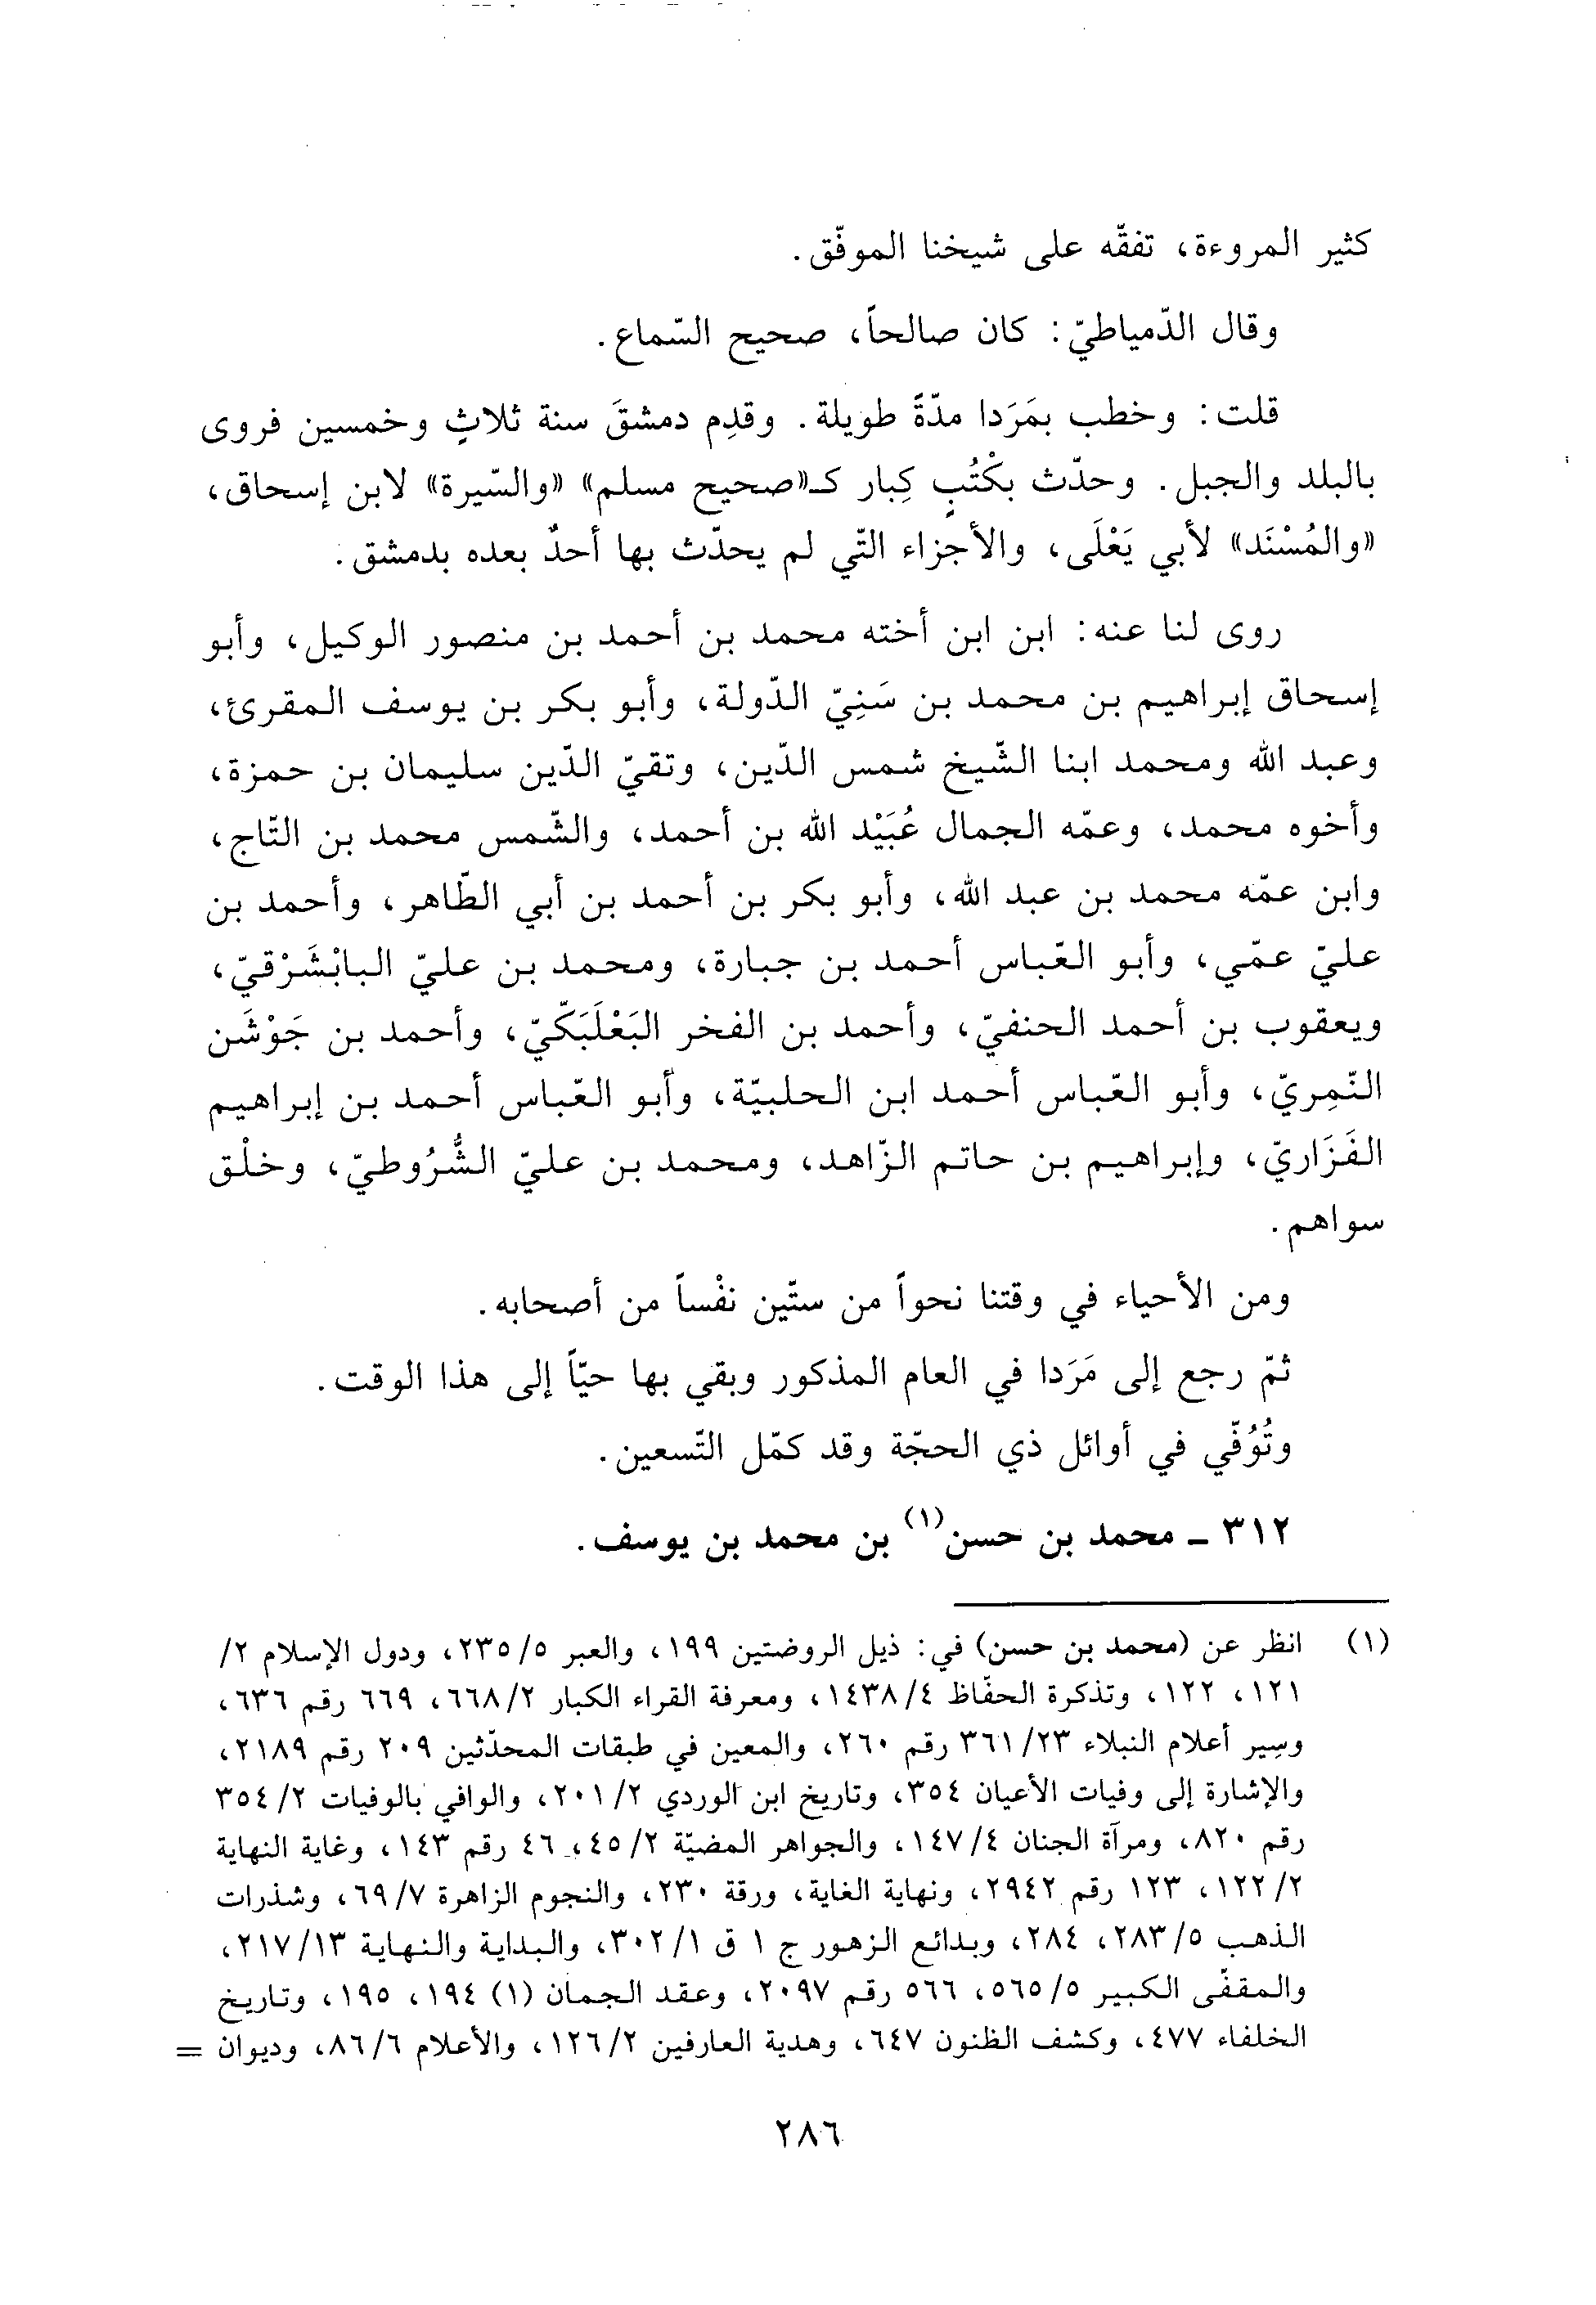 كثير المروءة، تفقّه على شيخنا الموفّق.
وقال الدّمياطيّ: كان صالحاً، صحيح السّماع.
قلت: وخطب بمَرَدا مدّةً طويلة. وقدِم دمشقَ سنة ثلاثٍ وخمسين فروى
بالبلد والجبل. وحدّث بكْتُبٍ كِبار كـ«صحيح مسلم» «والسّيرة» لابن إسحاق،
«والمُسْنَد» لأبي يَعْلَى، والأجزاء التّي لم يحدّث بها أحدٌ بعده بدمشق.
روى لنا عنه: ابن ابن أخته محمد بن أحمد بن منصور الوكيل، وأبو
إسحاق إبراهيم بن محمد بن سَنِيّ الدّولة، وأبو بكر بن يوسف المقرئ،
وعبد الله ومحمد ابنا الشّيخ شمس الدّين، وتقيّ الدّين سليمان بن حمزة،
وأخوه محمد، وعمّه الجمال عُبَيْد الله بن أحمد، والشّمس محمد بن التّاج،
وابن عمّه محمد بن عبد الله، وأبو بكر بن أحمد بن أبي الطّاهر، وأحمد بن
عليّ عمّي، وأبو العّباس أحمد بن جبارة، ومحمد بن عليّ البابْشَرْقيّ،
ويعقوب بن أحمد الحنفيّ، وأحمد بن الفخر البَعْلَبَكّيّ، وأحمد بن جَوْشَن
النّمِريّ، وأبو العّباس أحمد ابن الحلبيّة، وأبو العّباس أحمد بن إبراهيم
الفَزَاريّ، وإبراهيم بن حاتم الزّاهد، ومحمد بن عليّ الشُّرُوطيّ، وخلْق
سواهم.
ومن الأحياء في وقتنا نحواً من ستّين نفْساً من أصحابه.
ثمّ رجع إلى مَرَدا في العام المذكور وبقي بها حيّاً إلى هذا الوقت.
وتُوُفّي في أوائل ذي الحجّة وقد كمّل التّسعين.
٣١٢ - محمد بن حسن(١) بن محمد بن يوسف.
(١) انظر عن (محمد بن حسن) في: ذيل الروضتين ١٩٩، والعبر ٢٣٥/٥، ودول الإسلام ٢/
١٢١، ١٢٢، وتذكرة الحفّاظ ١٤٣٨/٤، ومعرفة القراء الكبار ٦٦٨/٢، ٦٦٩ رقم ٦٣٦،
وسِير أعلام النبلاء ٣٦١/٢٣ رقم ٢٦٠، والمعين في طبقات المحدّثين ٢٠٩ رقم ٢١٨٩،
والإشارة إلى وفيات الأعيان ٣٥٤، وتاريخ ابن الوردي ٢٠١/٢، والوافي بالوفيات ٣٥٤/٢
رقم ٨٢٠، ومرآة الجنان ١٤٧/٤، والجواهر المضيّة ٤٥/٢، ٤٦ رقم ١٤٣، وغاية النهاية
١٢٢/٢، ١٢٣ رقم ٢٩٤٢، ونهاية الغاية، ورقة ٢٣٠، والنجوم الزاهرة ٦٩/٧، وشذرات
الذهب ٢٨٣/٥، ٢٨٤، وبدائع الزهور ج ١ ق ٣٠٢/١، والبداية والنهاية ٢١٧/١٣،
والمقفّى الكبير ٥٦٥/٥، ٥٦٦ رقم ٢٠٩٧، وعقد الجمان (١) ١٩٤، ١٩٥، وتاريخ
الخلفاء ٤٧٧، وكشف الظنون ٦٤٧، وهدية العارفين ١٢٦/٢، والأعلام ٨٦/٦، وديوان =
٢٨٦